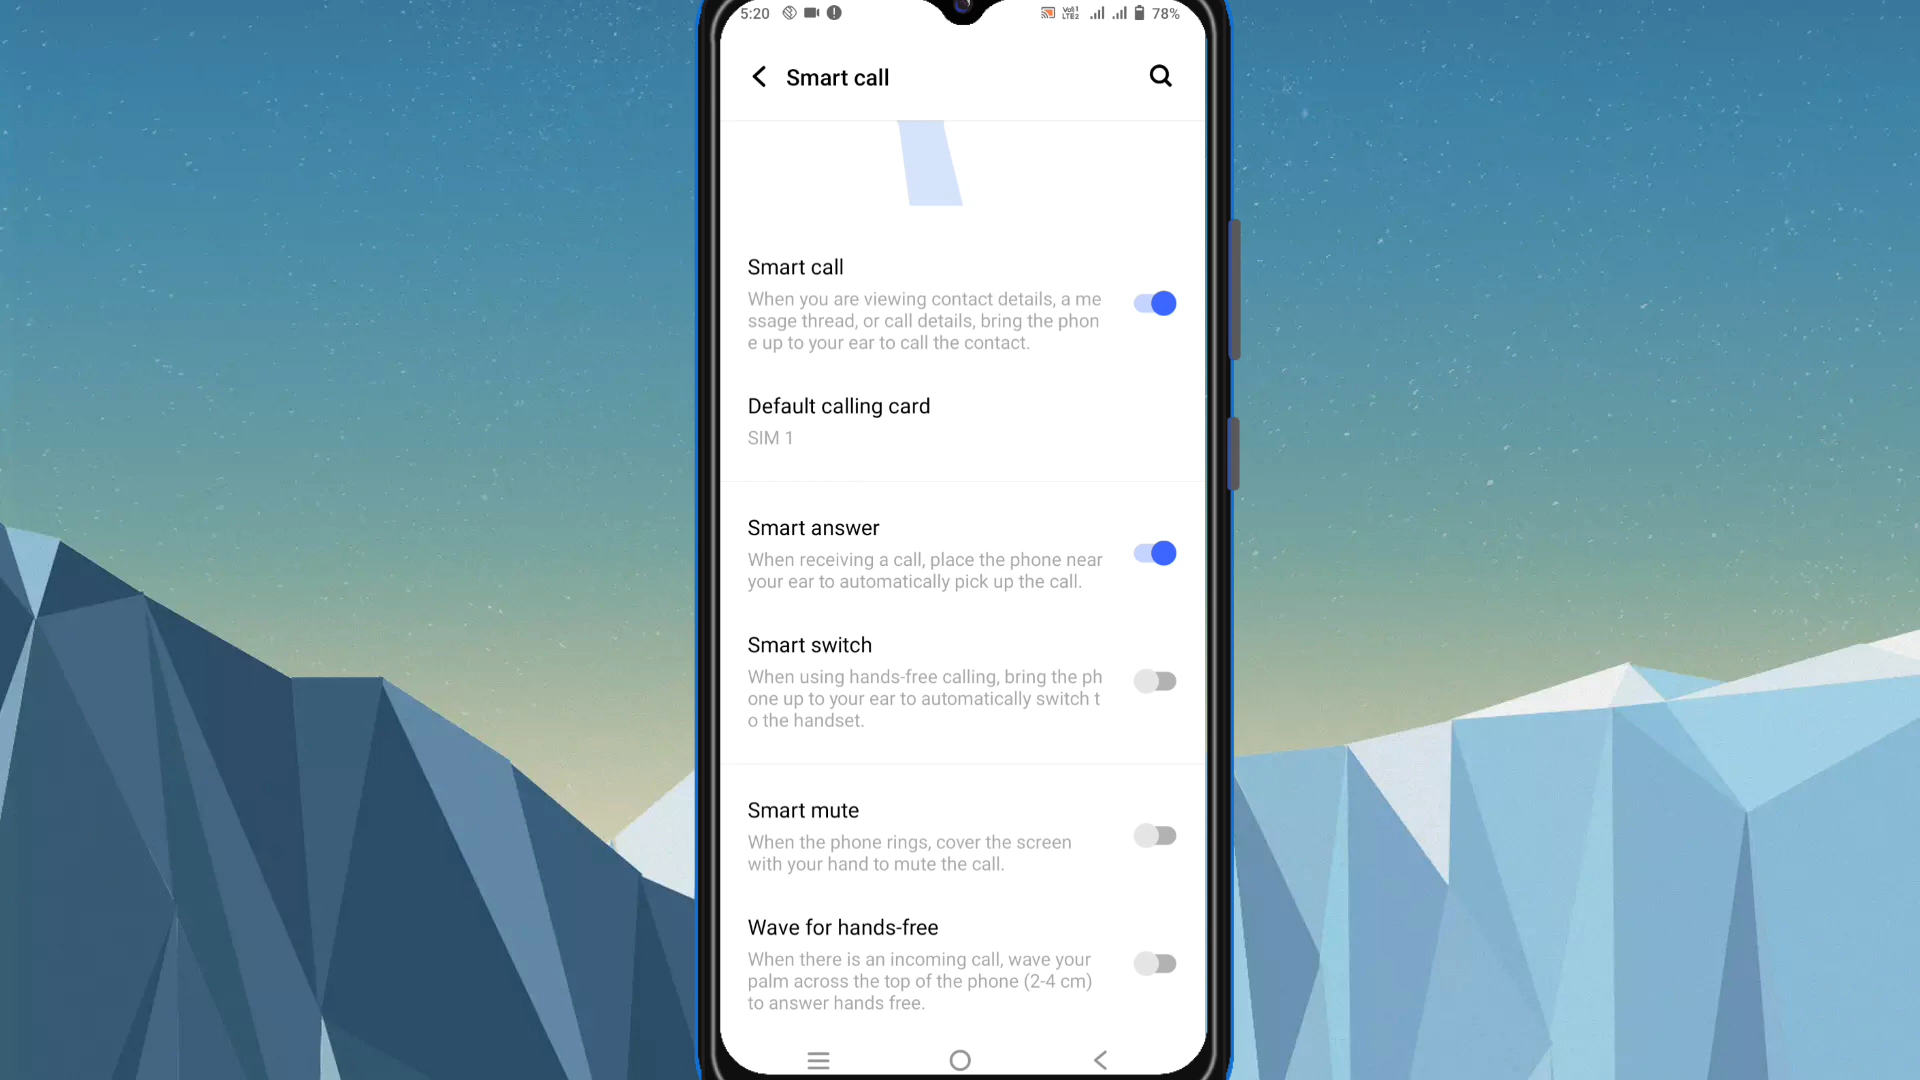 5:20
VoI 1
LTE2
78%
Smart call
Smart call
When you are viewing contact details, a me
ssage thread, or call details, bring the phon
e up to your ear to call the contact.
Default calling card
SIM 1
Smart answer
When receiving a call, place the phone near
your ear to automatically pick up the call.
Smart switch
When using hands-free calling, bring the ph
one up to your ear to automatically switch t
o the handset.
Smart mute
When the phone rings, cover the screen
with your hand to mute the call.
Wave for hands-free
When there is an incoming call, wave your
palm across the top of the phone (2-4 cm)
to answer hands free.